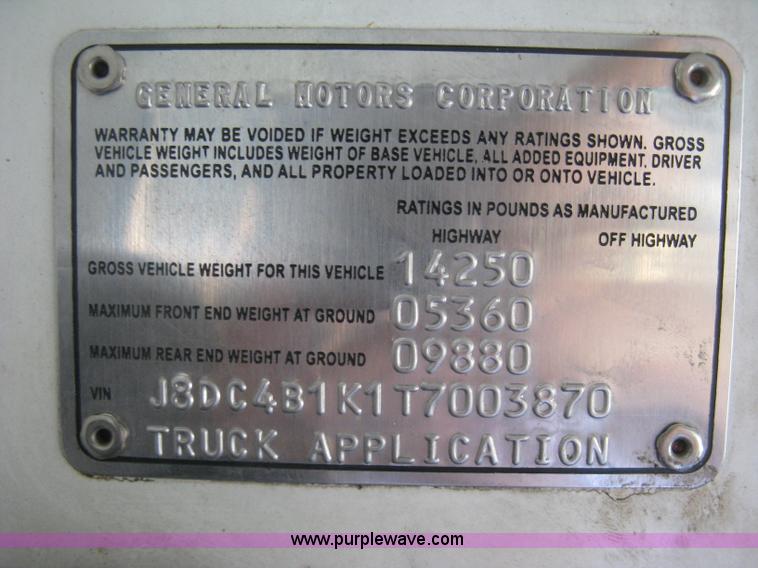 GENERAL MOTORS CORPORATION
WARRANTY MAY BE VOIDED IF WEIGHT EXCEEDS ANY RATINGS SHOWN. GROSS
VEHICLE WEIGHT INCLUDES WEIGHT OF BASE VEHICLE, ALL ADDED EQUIPMENT, DRIVER
AND PASSENGERS, AND ALL PROPERTY LOADED INTO OR ONTO VEHICLE.
RATINGS IN POUNDS AS MANUFACTURED
HIGHWAY OFF HIGHWAY
GROSS VEHICLE WEIGHT FOR THIS VEHICLE 14250
MAXIMUM FRONT END WEIGHT AT GROUND 05360
MAXIMUM REAR END WEIGHT AT GROUND 09880
VIN J8DC4B1K1T7003870
TRUCK APPLICATION
www.purplewave.com